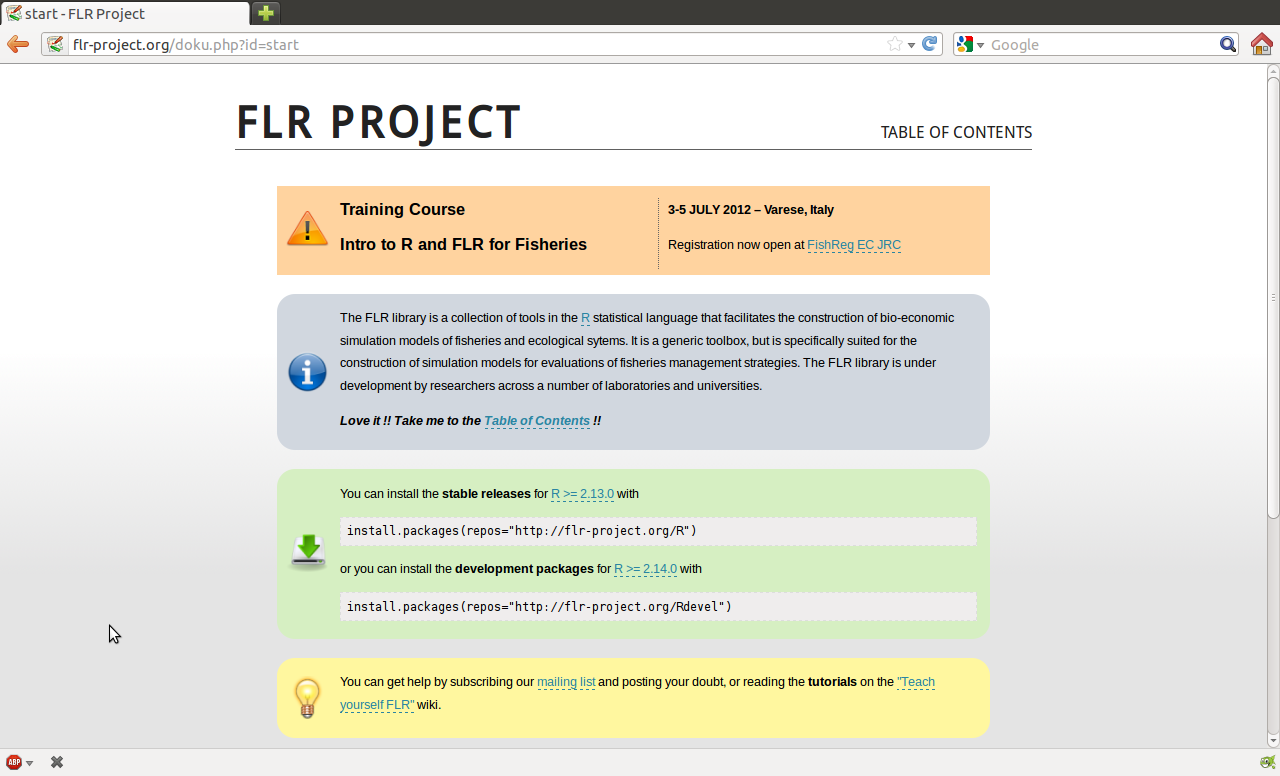 start - FLR Project
flr-project.org/doku.php?id=start
Google
FLR PROJECT
TABLE OF CONTENTS
Training Course
Intro to R and FLR for Fisheries
3-5 JULY 2012 – Varese, Italy
Registration now open at FishReg EC JRC
The FLR library is a collection of tools in the R statistical language that facilitates the construction of bio-economic
simulation models of fisheries and ecological sytems. It is a generic toolbox, but is specifically suited for the
construction of simulation models for evaluations of fisheries management strategies. The FLR library is under
development by researchers across a number of laboratories and universities.
Love it !! Take me to the Table of Contents !!
You can install the stable releases for R >= 2.13.0 with
install.packages(repos="http://flr-project.org/R")
or you can install the development packages for R >= 2.14.0 with
install.packages(repos="http://flr-project.org/Rdevel")
You can get help by subscribing our mailing list and posting your doubt, or reading the tutorials on the "Teach
yourself FLR" wiki.
ABP